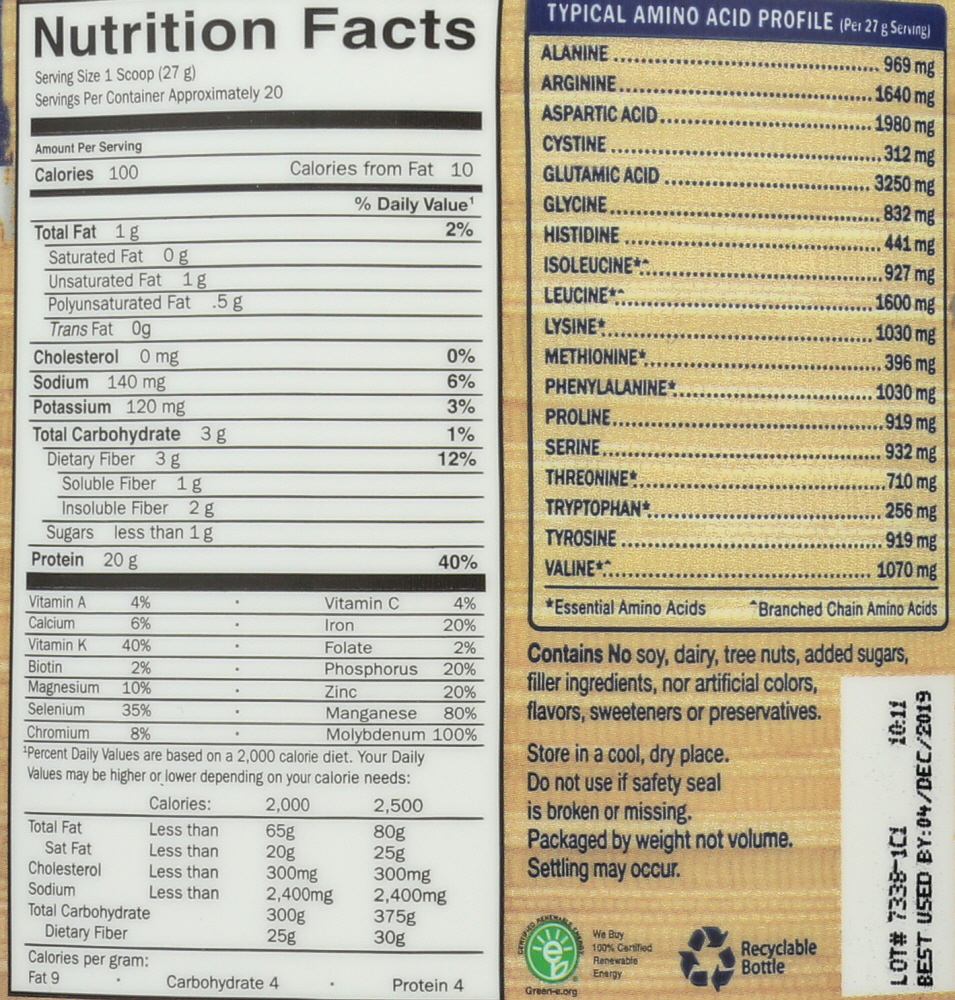 Nutrition Facts
Serving Size 1 Scoop (27 g)
Servings Per Container Approximately 20
Amount Per Serving
Calories 100 Calories from Fat 10
% Daily Value¹
Total Fat 1 g 2%
Saturated Fat 0 g
Unsaturated Fat 1 g
Polyunsaturated Fat .5 g
Trans Fat 0g
Cholesterol 0 mg 0%
Sodium 140 mg 6%
Potassium 120 mg 3%
Total Carbohydrate 3 g 1%
Dietary Fiber 3 g 12%
Soluble Fiber 1 g
Insoluble Fiber 2 g
Sugars less than 1 g
Protein 20 g 40%
Vitamin A 4% · Vitamin C 4%
Calcium 6% · Iron 20%
Vitamin K 40% · Folate 2%
Biotin 2% · Phosphorus 20%
Magnesium 10% · Zinc 20%
Selenium 35% · Manganese 80%
Chromium 8% · Molybdenum 100%
¹Percent Daily Values are based on a 2,000 calorie diet. Your Daily
Values may be higher or lower depending on your calorie needs:
Calories: 2,000 2,500
Total Fat Less than 65g 80g
Sat Fat Less than 20g 25g
Cholesterol Less than 300mg 300mg
Sodium Less than 2,400mg 2,400mg
Total Carbohydrate 300g 375g
Dietary Fiber 25g 30g
Calories per gram:
Fat 9 · Carbohydrate 4 · Protein 4
TYPICAL AMINO ACID PROFILE (Per 27 g Serving)
ALANINE 969 mg
ARGININE 1640 mg
ASPARTIC ACID 1980 mg
CYSTINE 312 mg
GLUTAMIC ACID 3250 mg
GLYCINE 832 mg
HISTIDINE 441 mg
ISOLEUCINE*^ 927 mg
LEUCINE*^ 1600 mg
LYSINE* 1030 mg
METHIONINE* 396 mg
PHENYLALANINE* 1030 mg
PROLINE 919 mg
SERINE 932 mg
THREONINE* 710 mg
TRYPTOPHAN* 256 mg
TYROSINE 919 mg
VALINE*^ 1070 mg
*Essential Amino Acids ^Branched Chain Amino Acids
Contains No soy, dairy, tree nuts, added sugars,
filler ingredients, nor artificial colors,
flavors, sweeteners or preservatives.
Store in a cool, dry place.
Do not use if safety seal
is broken or missing.
Packaged by weight not volume.
Settling may occur.
CERTIFIED RENEWABLE ENERGY
Green-e.org
We Buy
100% Certified
Renewable
Energy
Recyclable
Bottle
LOT# 7338-1C1 10:11
BEST USED BY:04/DEC/2019